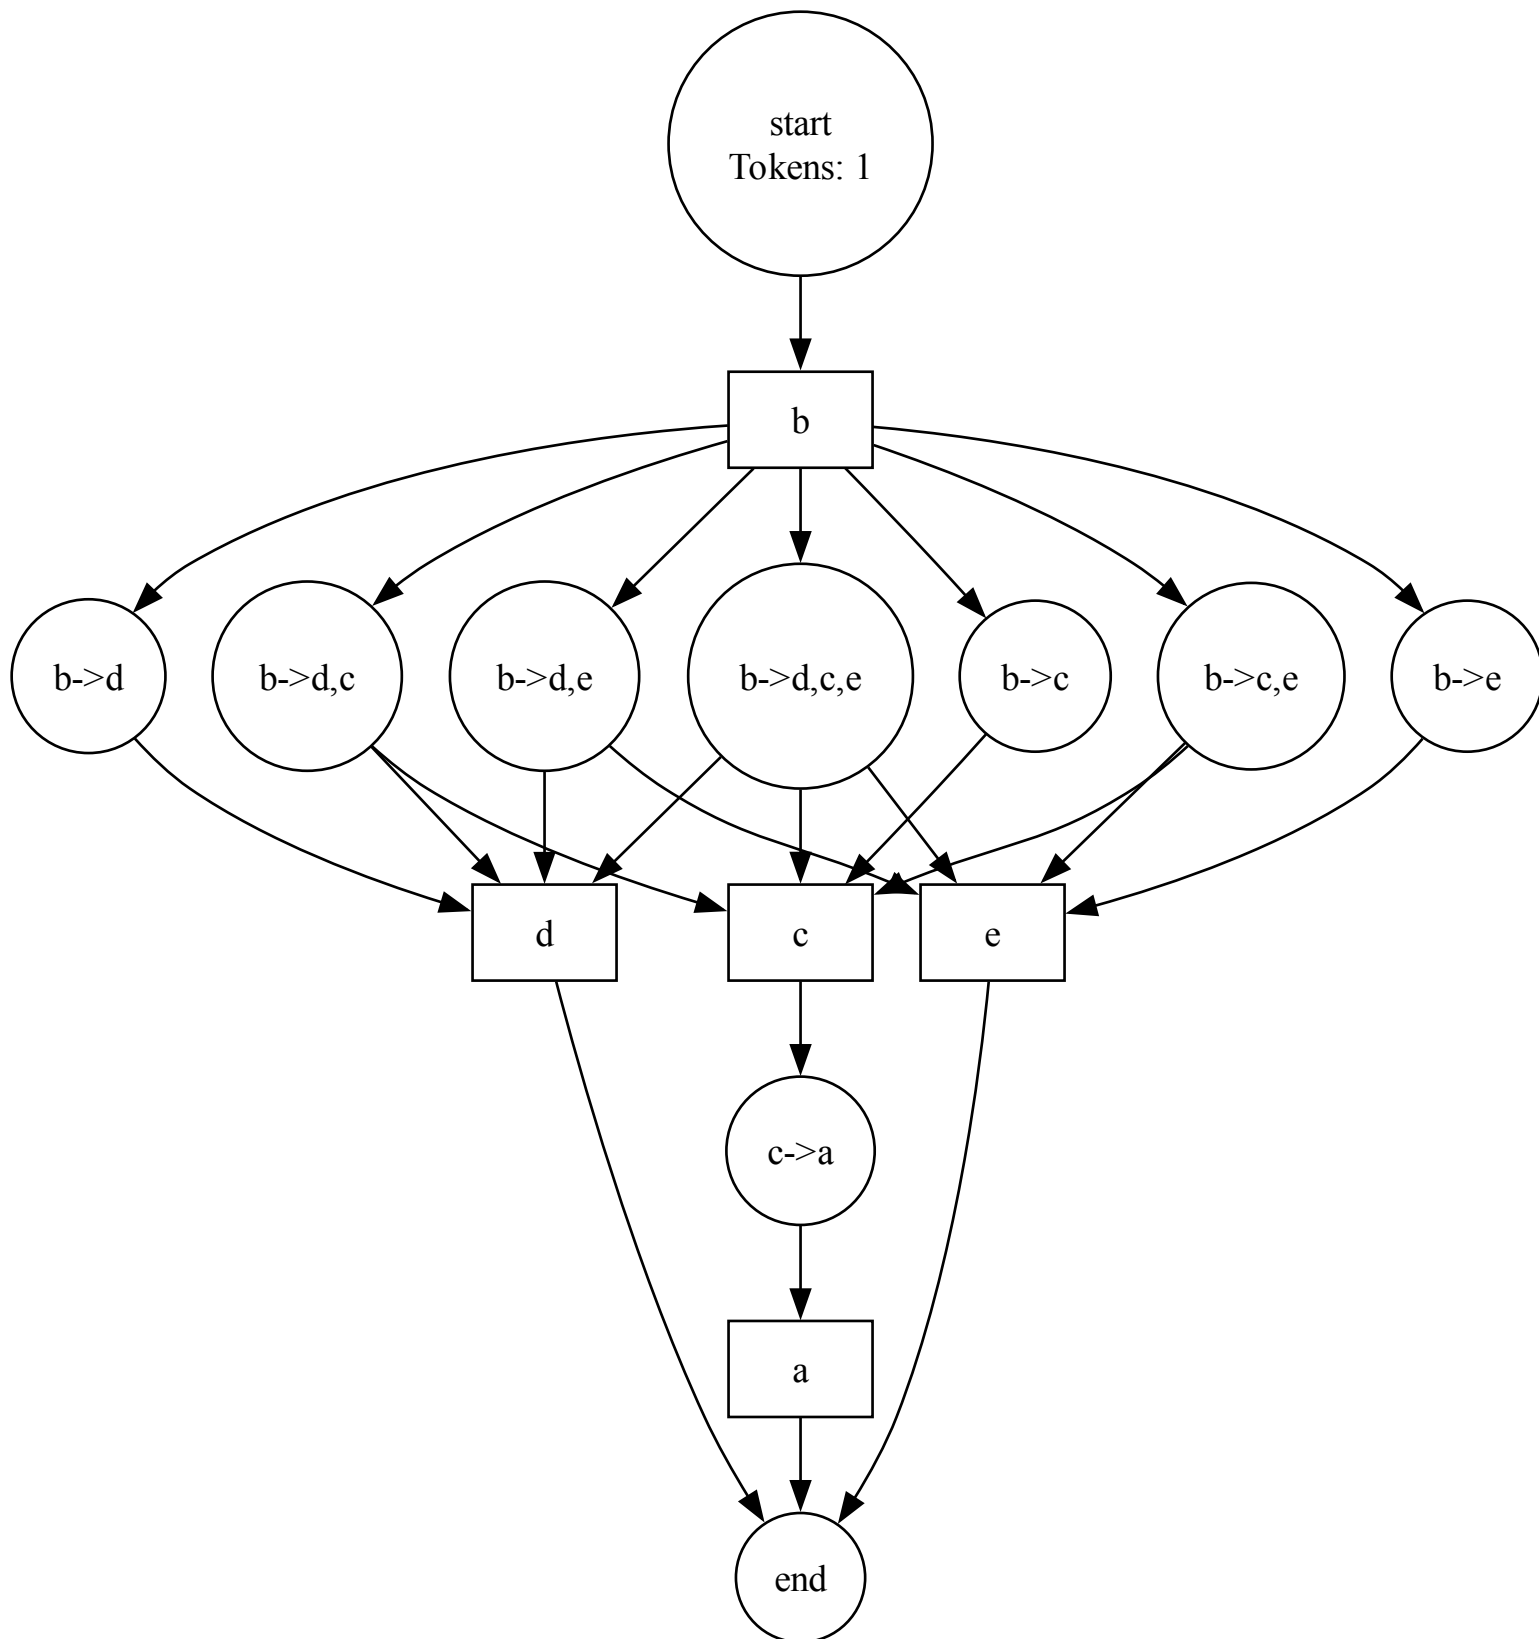 start
Tokens: 1
b
b->d
b->d,c
b->d,e
b->d,c,e
b->c
b->c,e
b->e
d
c
e
c->a
a
end